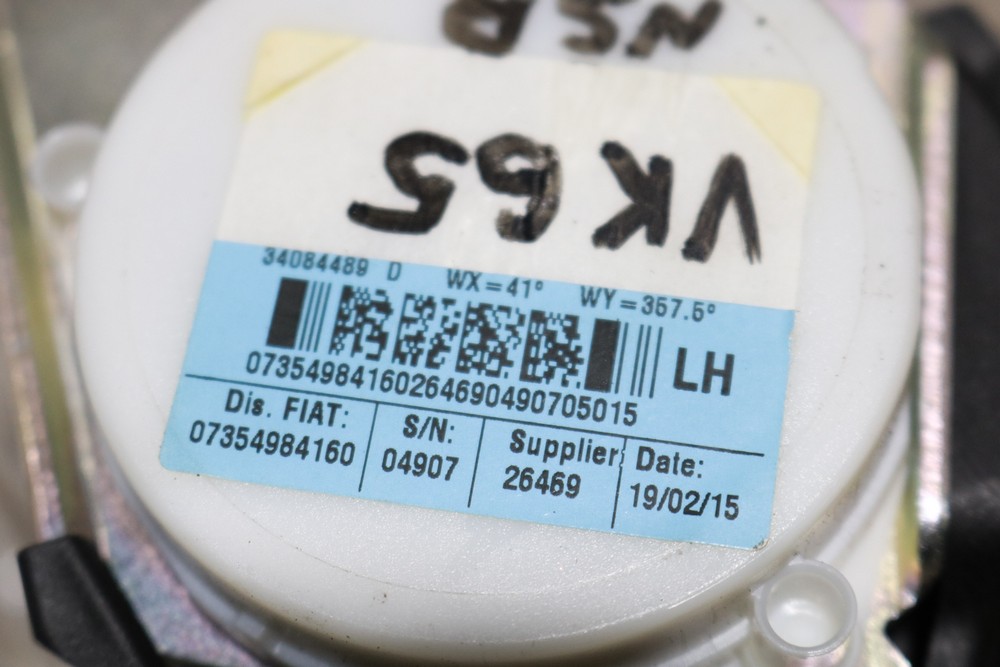 NSR
VK65
34084489 D WX=41° WY=357.5°
LH
07354984160264690490705015
Dis. FIAT:
07354984160
S/N:
04907
Supplier:
26469
Date:
19/02/15